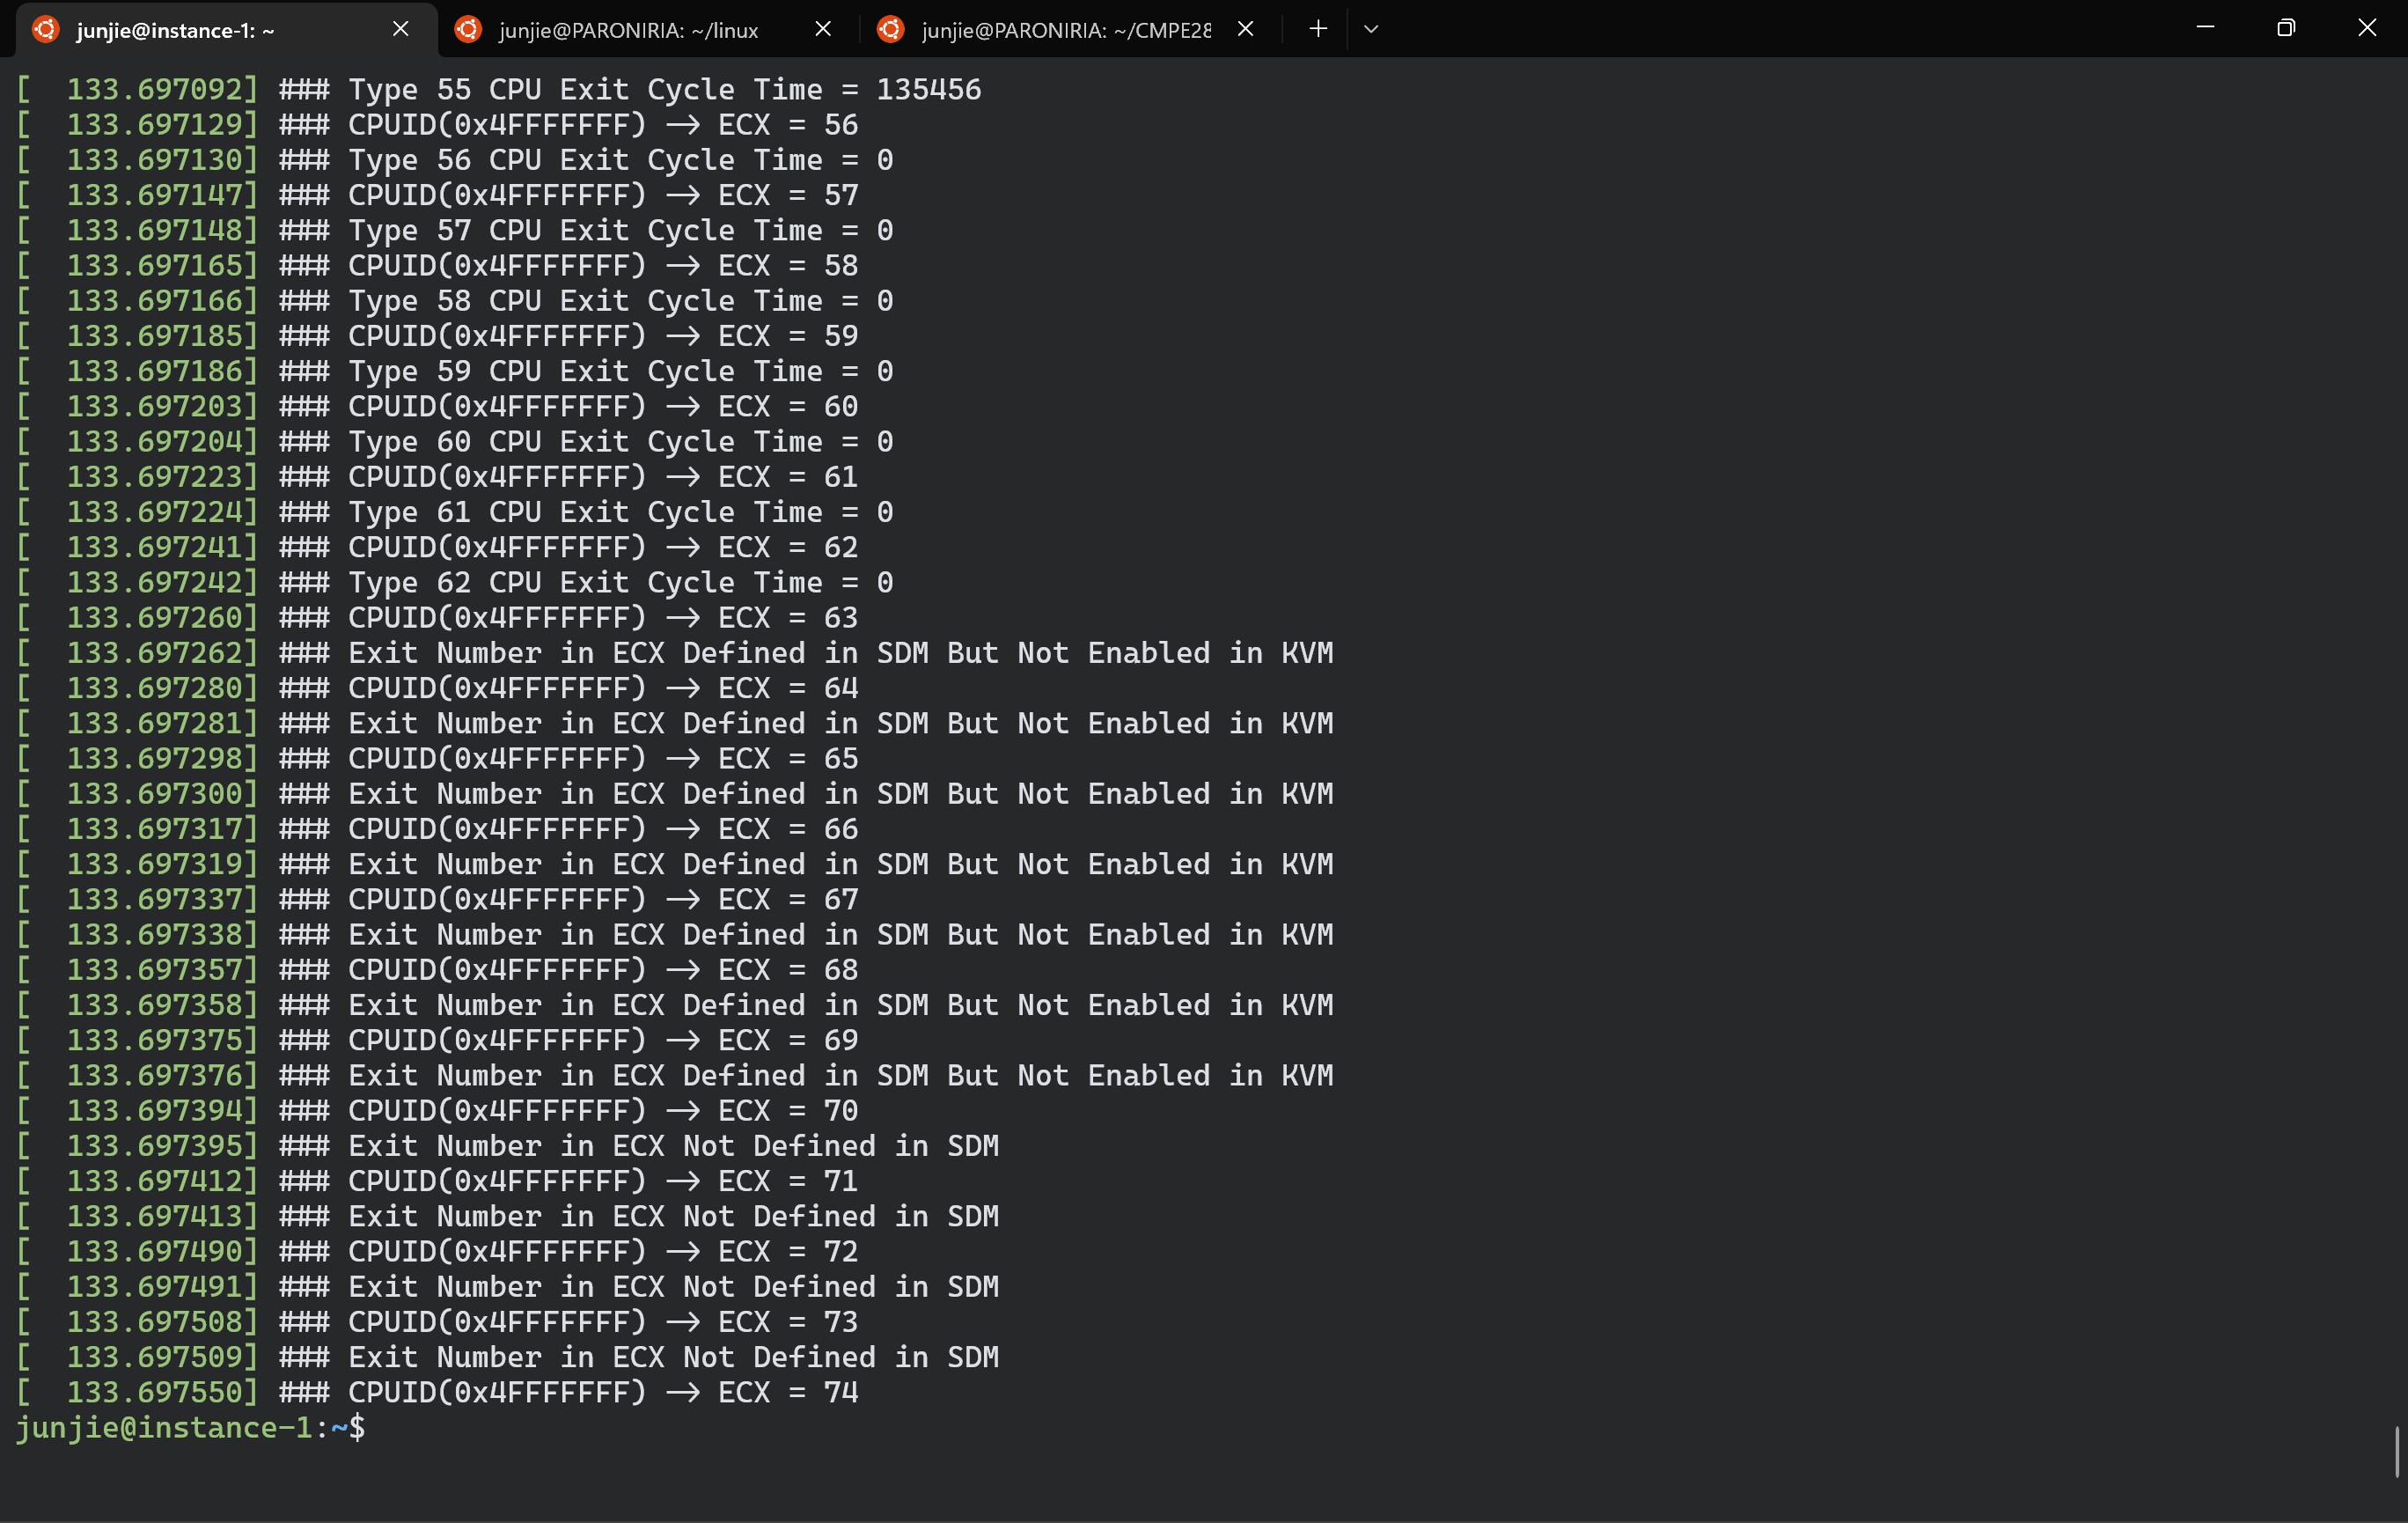 junjie@instance-1: ~
junjie@PARONIRIA: ~/linux
junjie@PARONIRIA: ~/CMPE28
[  133.697092] ### Type 55 CPU Exit Cycle Time = 135456
[  133.697129] ### CPUID(0x4FFFFFFF) --> ECX = 56
[  133.697130] ### Type 56 CPU Exit Cycle Time = 0
[  133.697147] ### CPUID(0x4FFFFFFF) --> ECX = 57
[  133.697148] ### Type 57 CPU Exit Cycle Time = 0
[  133.697165] ### CPUID(0x4FFFFFFF) --> ECX = 58
[  133.697166] ### Type 58 CPU Exit Cycle Time = 0
[  133.697185] ### CPUID(0x4FFFFFFF) --> ECX = 59
[  133.697186] ### Type 59 CPU Exit Cycle Time = 0
[  133.697203] ### CPUID(0x4FFFFFFF) --> ECX = 60
[  133.697204] ### Type 60 CPU Exit Cycle Time = 0
[  133.697223] ### CPUID(0x4FFFFFFF) --> ECX = 61
[  133.697224] ### Type 61 CPU Exit Cycle Time = 0
[  133.697241] ### CPUID(0x4FFFFFFF) --> ECX = 62
[  133.697242] ### Type 62 CPU Exit Cycle Time = 0
[  133.697260] ### CPUID(0x4FFFFFFF) --> ECX = 63
[  133.697262] ### Exit Number in ECX Defined in SDM But Not Enabled in KVM
[  133.697280] ### CPUID(0x4FFFFFFF) --> ECX = 64
[  133.697281] ### Exit Number in ECX Defined in SDM But Not Enabled in KVM
[  133.697298] ### CPUID(0x4FFFFFFF) --> ECX = 65
[  133.697300] ### Exit Number in ECX Defined in SDM But Not Enabled in KVM
[  133.697317] ### CPUID(0x4FFFFFFF) --> ECX = 66
[  133.697319] ### Exit Number in ECX Defined in SDM But Not Enabled in KVM
[  133.697337] ### CPUID(0x4FFFFFFF) --> ECX = 67
[  133.697338] ### Exit Number in ECX Defined in SDM But Not Enabled in KVM
[  133.697357] ### CPUID(0x4FFFFFFF) --> ECX = 68
[  133.697358] ### Exit Number in ECX Defined in SDM But Not Enabled in KVM
[  133.697375] ### CPUID(0x4FFFFFFF) --> ECX = 69
[  133.697376] ### Exit Number in ECX Defined in SDM But Not Enabled in KVM
[  133.697394] ### CPUID(0x4FFFFFFF) --> ECX = 70
[  133.697395] ### Exit Number in ECX Not Defined in SDM
[  133.697412] ### CPUID(0x4FFFFFFF) --> ECX = 71
[  133.697413] ### Exit Number in ECX Not Defined in SDM
[  133.697490] ### CPUID(0x4FFFFFFF) --> ECX = 72
[  133.697491] ### Exit Number in ECX Not Defined in SDM
[  133.697508] ### CPUID(0x4FFFFFFF) --> ECX = 73
[  133.697509] ### Exit Number in ECX Not Defined in SDM
[  133.697550] ### CPUID(0x4FFFFFFF) --> ECX = 74
junjie@instance-1:~$